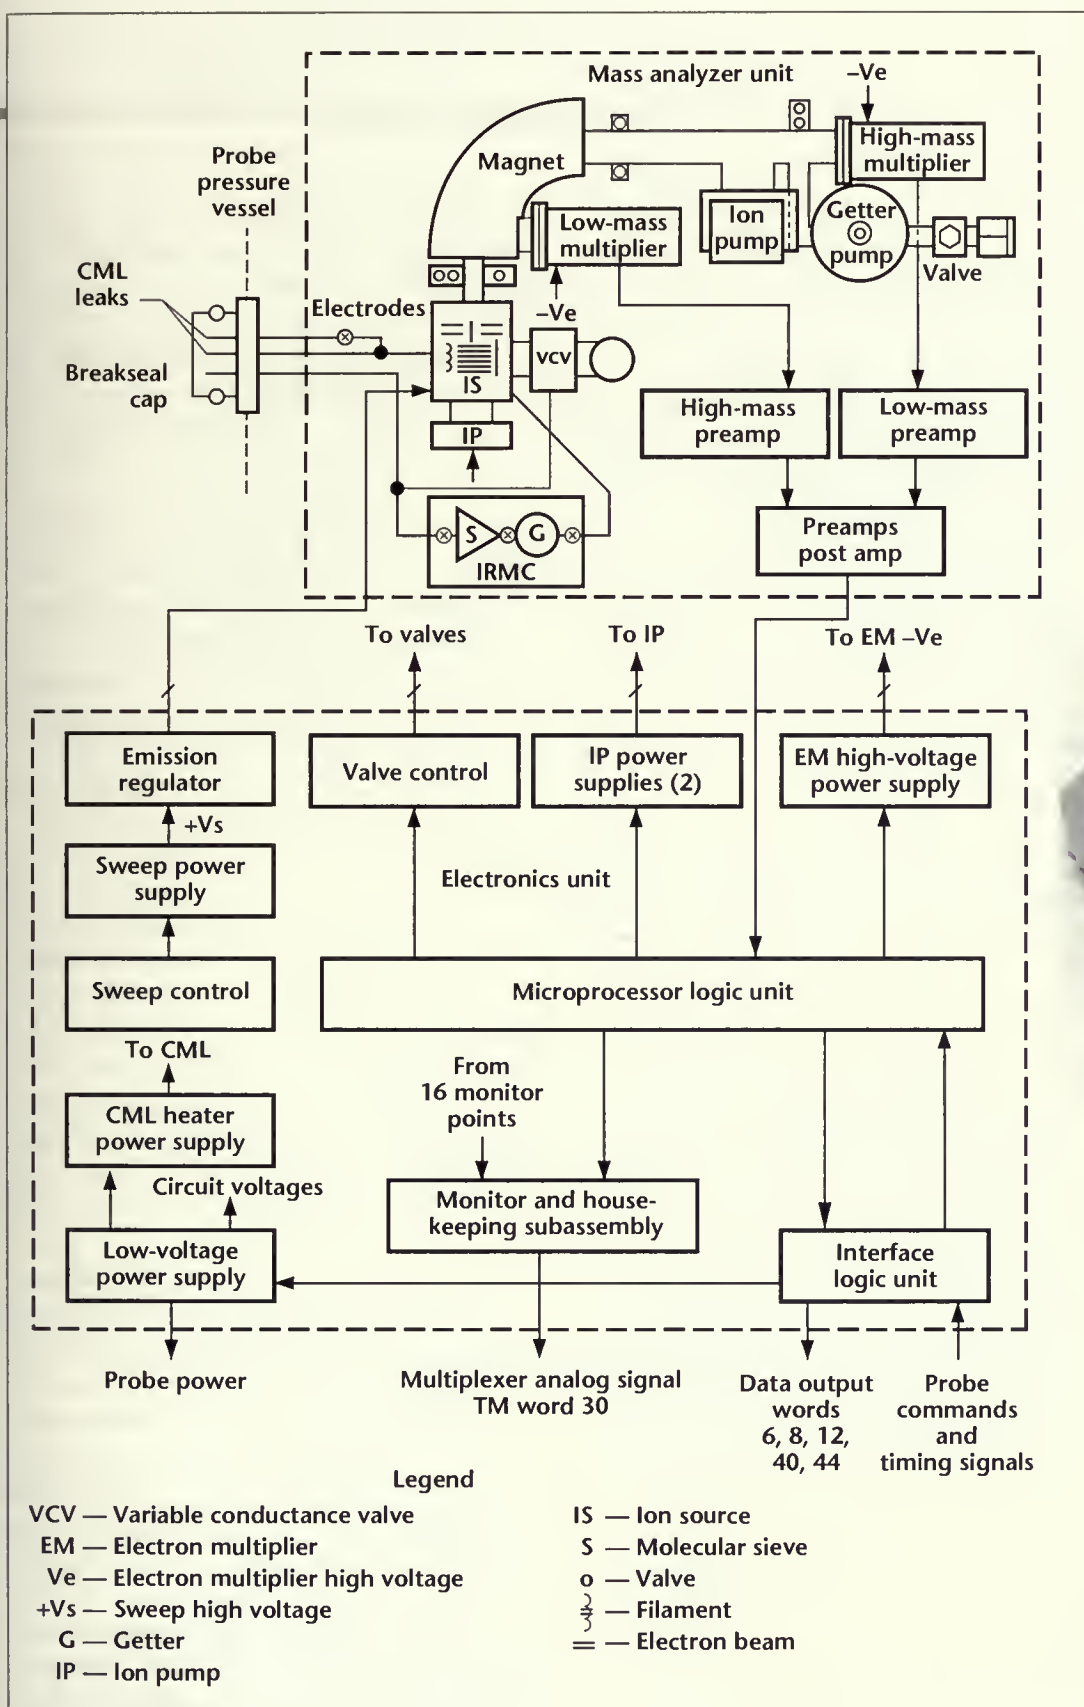 Mass analyzer unit
–Ve
Probe
pressure
vessel
Magnet
High-mass
multiplier
Low-mass
multiplier
Ion
pump
Getter
pump
Valve
CML
leaks
Electrodes
–Ve
VCV
IS
Breakseal
cap
IP
High-mass
preamp
Low-mass
preamp
S
G
IRMC
Preamps
post amp
To valves
To IP
To EM –Ve
Emission
regulator
Valve control
IP power
supplies (2)
EM high-voltage
power supply
+Vs
Sweep power
supply
Electronics unit
Sweep control
Microprocessor logic unit
To CML
From
16 monitor
points
CML heater
power supply
Circuit voltages
Monitor and house-
keeping subassembly
Low-voltage
power supply
Interface
logic unit
Probe power
Multiplexer analog signal
TM word 30
Data output
words
6, 8, 12,
40, 44
Probe
commands
and
timing signals
Legend
VCV — Variable conductance valve
EM — Electron multiplier
Ve — Electron multiplier high voltage
+Vs — Sweep high voltage
G — Getter
IP — Ion pump
IS — Ion source
S — Molecular sieve
o — Valve
— Filament
= — Electron beam